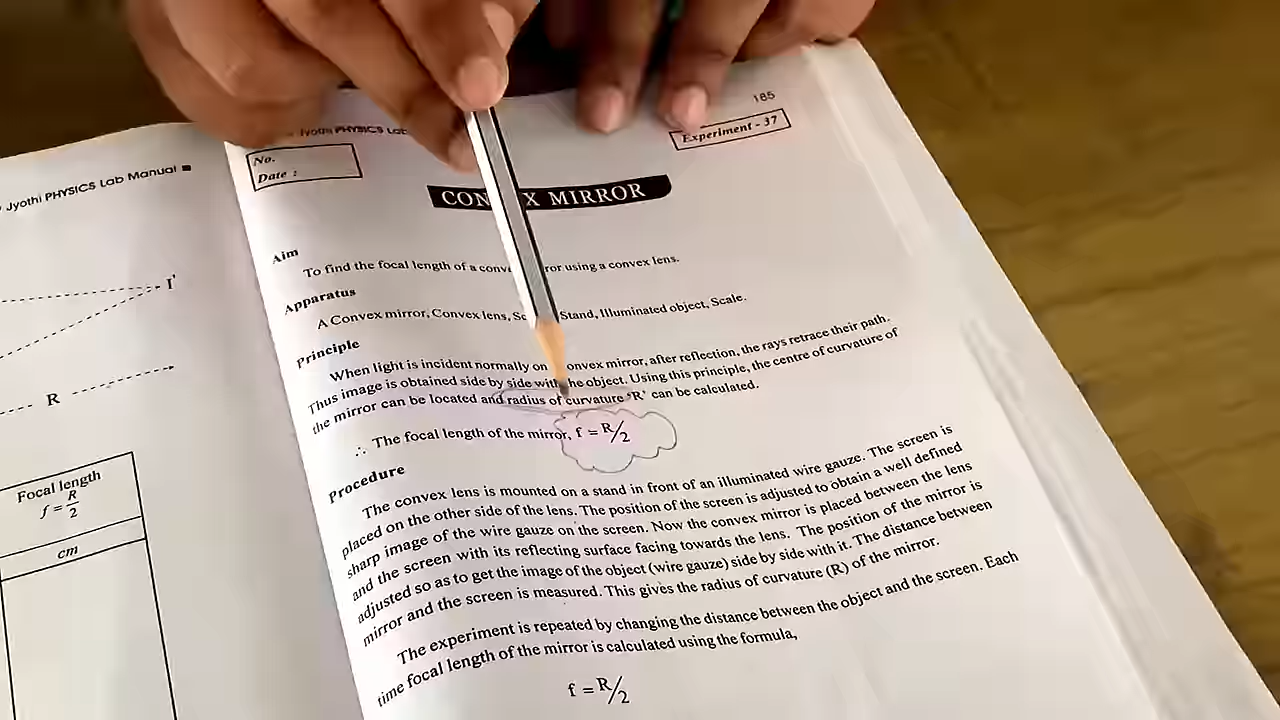 Jyothi PHYSICS Lab Manual ■
I'
R
Focal length
f = R/2
cm
Jyothi PHYSICS Lab
185
No.
Date :
Experiment - 37
MIRROR
Aim
To find the focal length of a using a convex lens.
Apparatus
A Convex mirror, Convex lens, Stand, Illuminated object, Scale.
Principle
When light is incident normally on mirror, after reflection, the rays retrace their path.
Thus image is obtained side by side with object. Using this principle, the centre of curvature of
the mirror can be located and radius of curvature 'R' can be calculated.
∴ The focal length of the mirror, f = R/2
Procedure
The convex lens is mounted on a stand in front of an illuminated wire gauze. The screen is
placed on the other side of the lens. The position of the screen is adjusted to obtain a well defined
sharp image of the wire gauze on the screen. Now the convex mirror is placed between the lens
and the screen with its reflecting surface facing towards the lens. The position of the mirror is
adjusted so as to get the image of the object (wire gauze) side by side with it. The distance between
mirror and the screen is measured. This gives the radius of curvature (R) of the mirror.
The experiment is repeated by changing the distance between the object and the screen. Each
time focal length of the mirror is calculated using the formula,
f = R/2